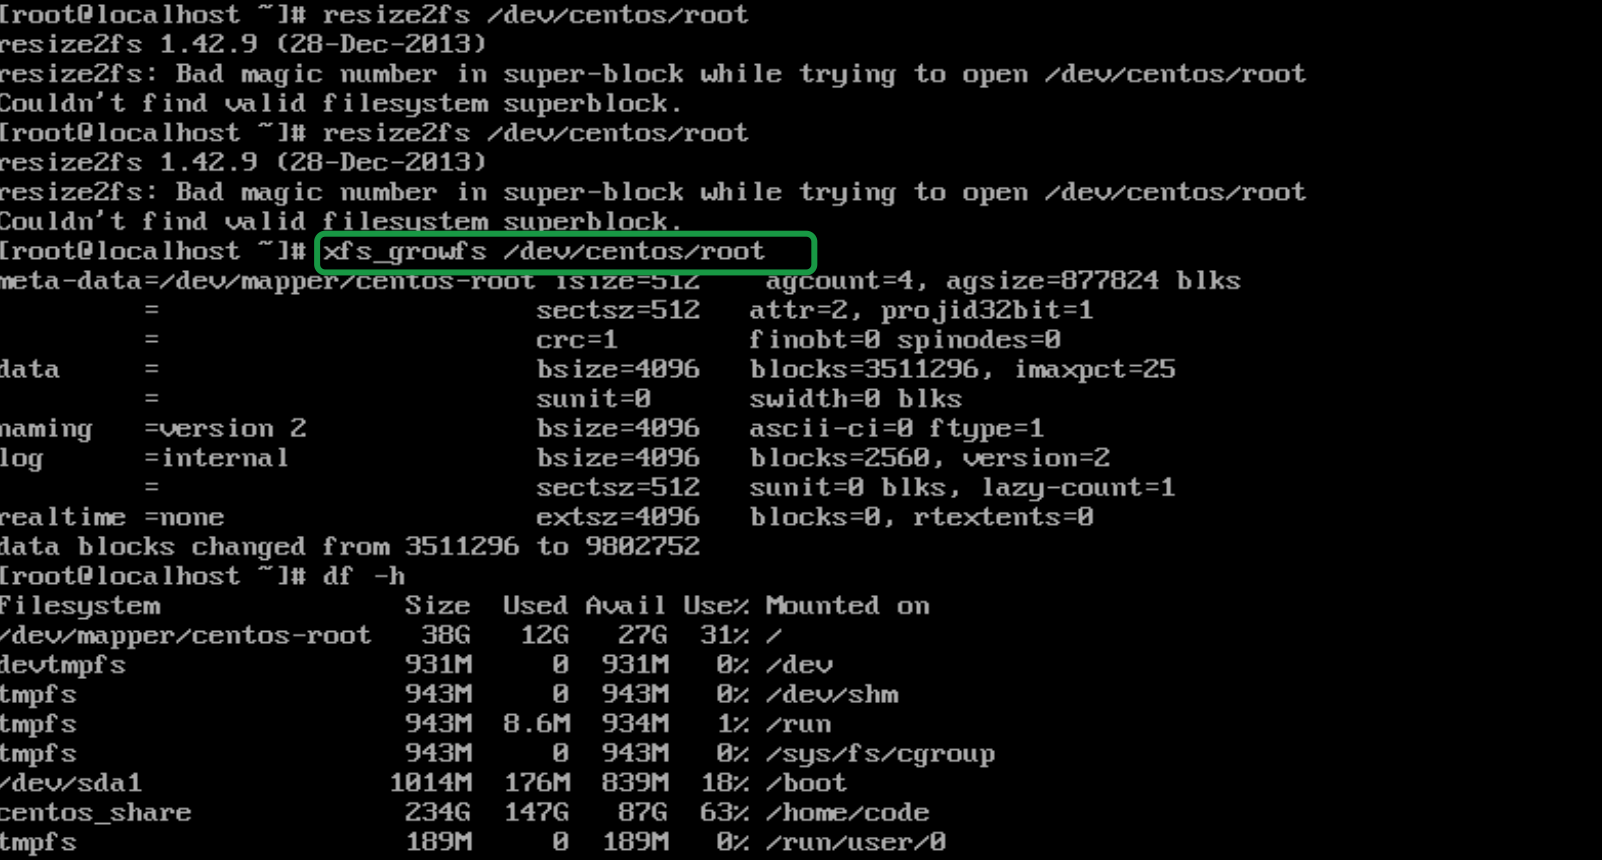 [root@localhost ~]# resize2fs /dev/centos/root
resize2fs 1.42.9 (28-Dec-2013)
resize2fs: Bad magic number in super-block while trying to open /dev/centos/root
Couldn't find valid filesystem superblock.
[root@localhost ~]# resize2fs /dev/centos/root
resize2fs 1.42.9 (28-Dec-2013)
resize2fs: Bad magic number in super-block while trying to open /dev/centos/root
Couldn't find valid filesystem superblock.
[root@localhost ~]# xfs_growfs /dev/centos/root
meta-data=/dev/mapper/centos-root isize=512    agcount=4, agsize=877824 blks
         =                       sectsz=512   attr=2, projid32bit=1
         =                       crc=1        finobt=0 spinodes=0
data     =                       bsize=4096   blocks=3511296, imaxpct=25
         =                       sunit=0      swidth=0 blks
naming   =version 2              bsize=4096   ascii-ci=0 ftype=1
log      =internal               bsize=4096   blocks=2560, version=2
         =                       sectsz=512   sunit=0 blks, lazy-count=1
realtime =none                   extsz=4096   blocks=0, rtextents=0
data blocks changed from 3511296 to 9802752
[root@localhost ~]# df -h
Filesystem               Size  Used Avail Use% Mounted on
/dev/mapper/centos-root   38G   12G   27G  31% /
devtmpfs                 931M     0  931M   0% /dev
tmpfs                    943M     0  943M   0% /dev/shm
tmpfs                    943M  8.6M  934M   1% /run
tmpfs                    943M     0  943M   0% /sys/fs/cgroup
/dev/sda1               1014M  176M  839M  18% /boot
centos_share             234G  147G   87G  63% /home/code
tmpfs                    189M     0  189M   0% /run/user/0